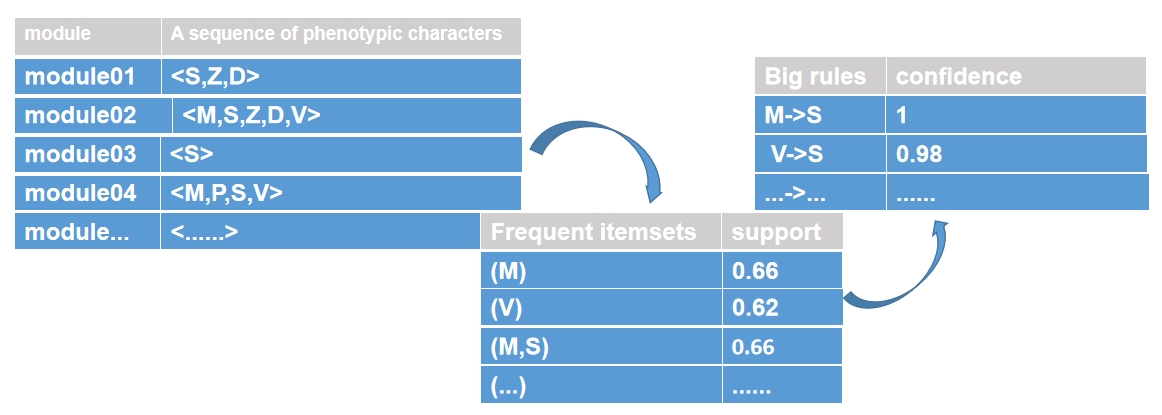 module A sequence of phenotypic characters
module01 <S,Z,D>
module02 <M,S,Z,D,V>
module03 <S>
module04 <M,P,S,V>
module... <......>
Frequent itemsets support
(M) 0.66
(V) 0.62
(M,S) 0.66
(...) ......
Big rules confidence
M->S 1
V->S 0.98
...->... ......